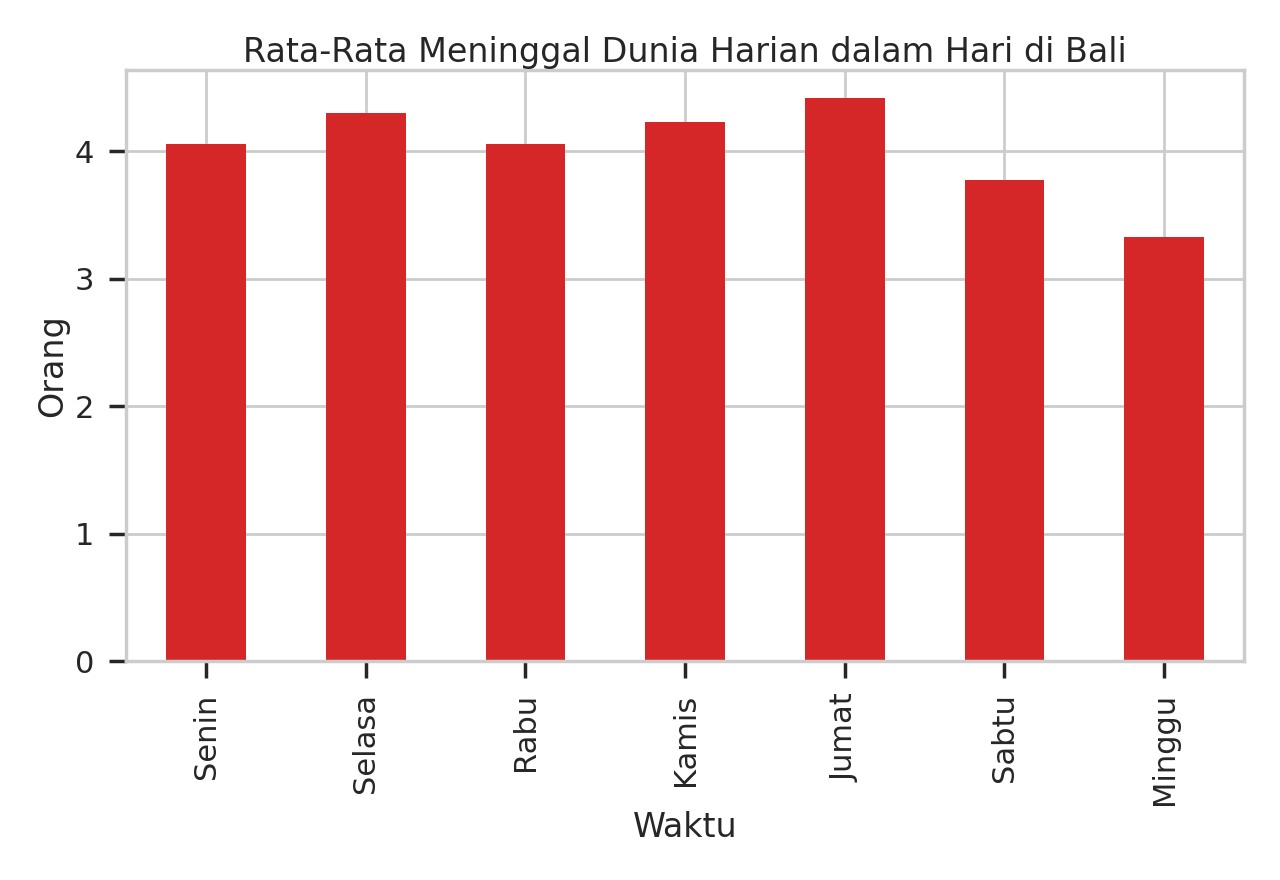 Rata-Rata Meninggal Dunia Harian dalam Hari di Bali
4
3
2
1
0
Orang
Senin
Selasa
Rabu
Kamis
Jumat
Sabtu
Minggu
Waktu